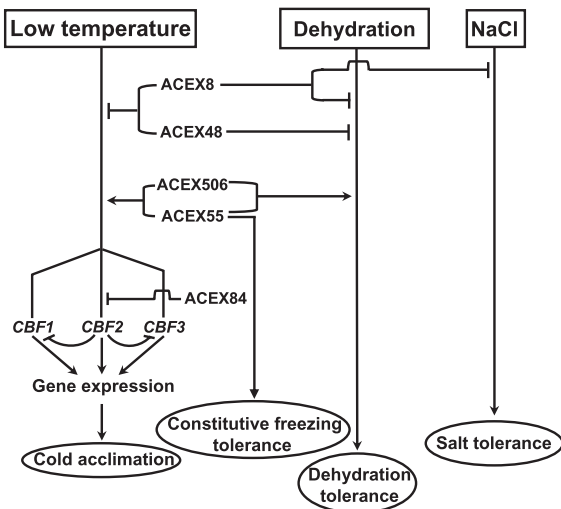 Low temperature
Dehydration
NaCl
ACEX8
ACEX48
ACEX506
ACEX55
ACEX84
CBF1
CBF2
CBF3
Gene expression
Constitutive freezing
tolerance
Salt tolerance
Cold acclimation
Dehydration
tolerance